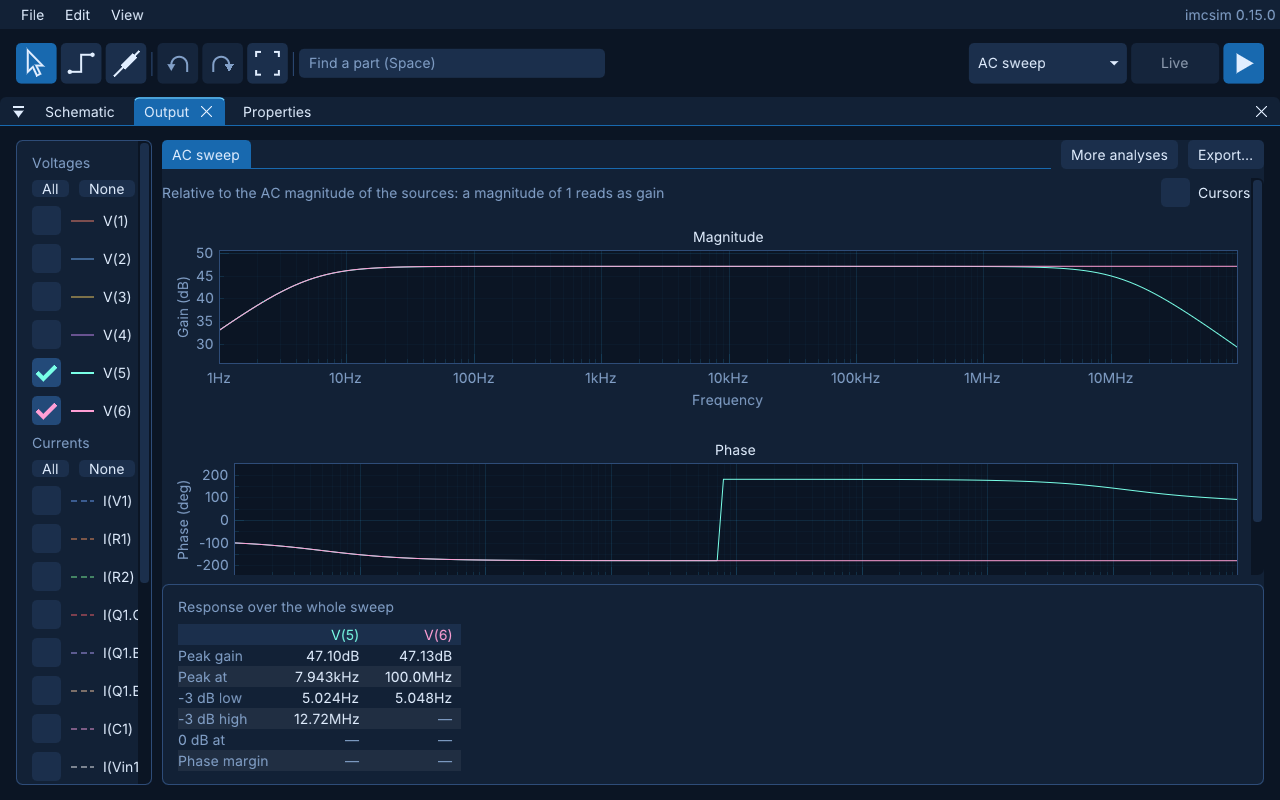 File Edit View imcsim 0.15.0
Find a part (Space) AC sweep Live
Schematic Output Properties
Voltages
All None
V(1)
V(2)
V(3)
V(4)
V(5)
V(6)
Currents
All None
I(V1)
I(R1)
I(R2)
I(Q1.
I(Q1.
I(Q1.
I(C1)
I(Vin1
AC sweep More analyses Export...
Relative to the AC magnitude of the sources: a magnitude of 1 reads as gain Cursors
Magnitude
Gain (dB)
50
45
40
35
30
1Hz 10Hz 100Hz 1kHz 10kHz 100kHz 1MHz 10MHz
Frequency
Phase
Phase (deg)
200
100
0
-100
-200
Response over the whole sweep
V(5) V(6)
Peak gain 47.10dB 47.13dB
Peak at 7.943kHz 100.0MHz
-3 dB low 5.024Hz 5.048Hz
-3 dB high 12.72MHz —
0 dB at — —
Phase margin — —